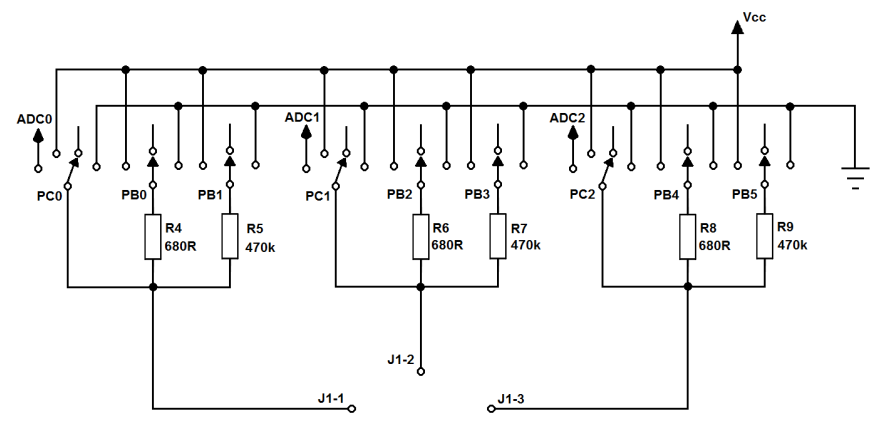 Vcc
ADC0
ADC1
ADC2
PC0
PB0
PB1
PC1
PB2
PB3
PC2
PB4
PB5
R4
680R
R5
470k
R6
680R
R7
470k
R8
680R
R9
470k
J1-2
J1-1
J1-3